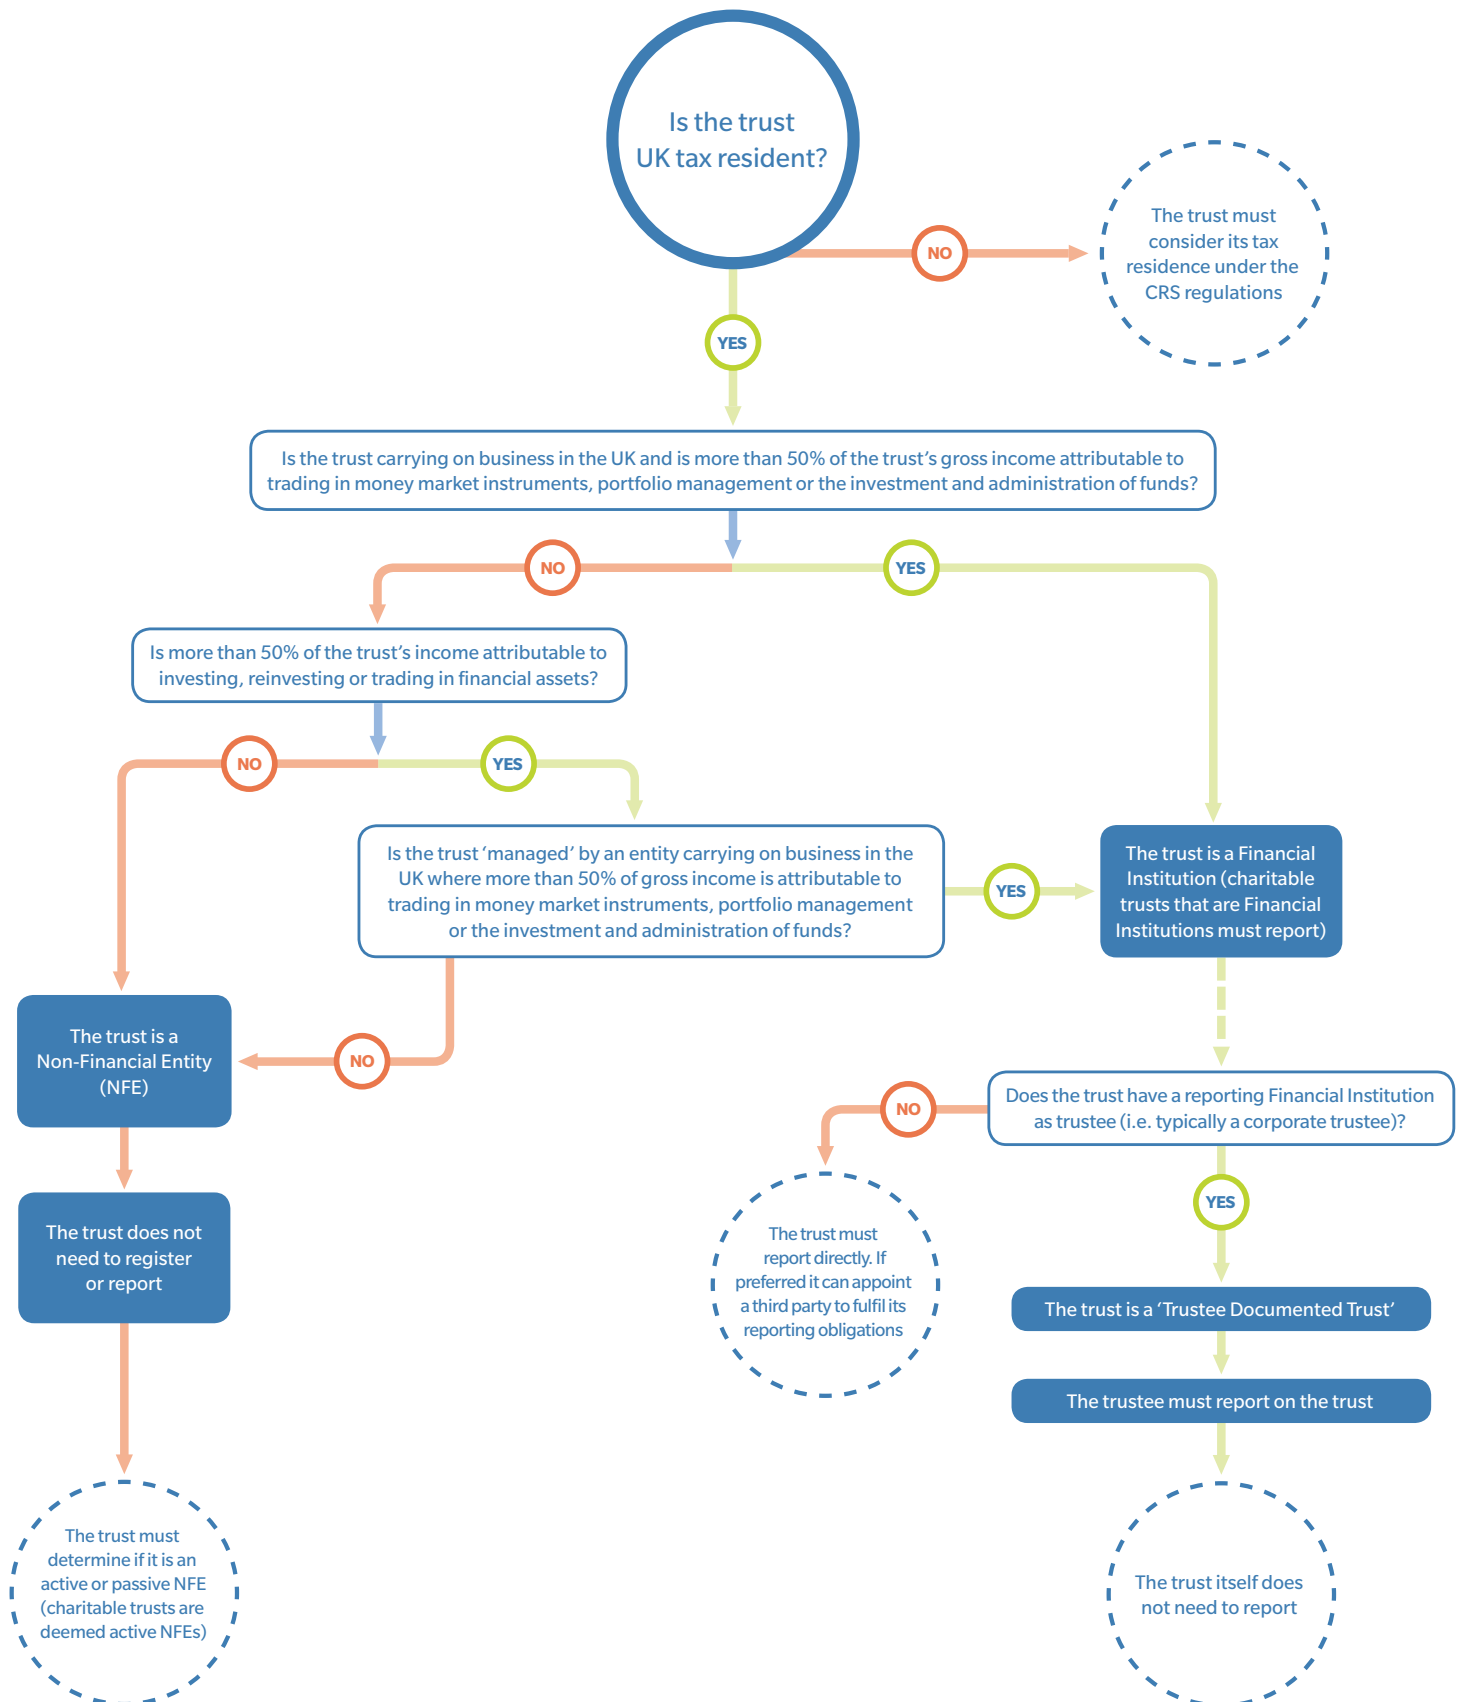 Is the trust
UK tax resident?
NO
The trust must
consider its tax
residence under the
CRS regulations
YES
Is the trust carrying on business in the UK and is more than 50% of the trust’s gross income attributable to
trading in money market instruments, portfolio management or the investment and administration of funds?
NO
YES
Is more than 50% of the trust’s income attributable to
investing, reinvesting or trading in financial assets?
NO
YES
Is the trust ‘managed’ by an entity carrying on business in the
UK where more than 50% of gross income is attributable to
trading in money market instruments, portfolio management
or the investment and administration of funds?
YES
The trust is a Financial
Institution (charitable
trusts that are Financial
Institutions must report)
The trust is a
Non-Financial Entity
(NFE)
NO
Does the trust have a reporting Financial Institution
as trustee (i.e. typically a corporate trustee)?
NO
YES
The trust does not
need to register
or report
The trust must
report directly. If
preferred it can appoint
a third party to fulfil its
reporting obligations
The trust is a ‘Trustee Documented Trust’
The trustee must report on the trust
The trust must
determine if it is an
active or passive NFE
(charitable trusts are
deemed active NFEs)
The trust itself does
not need to report